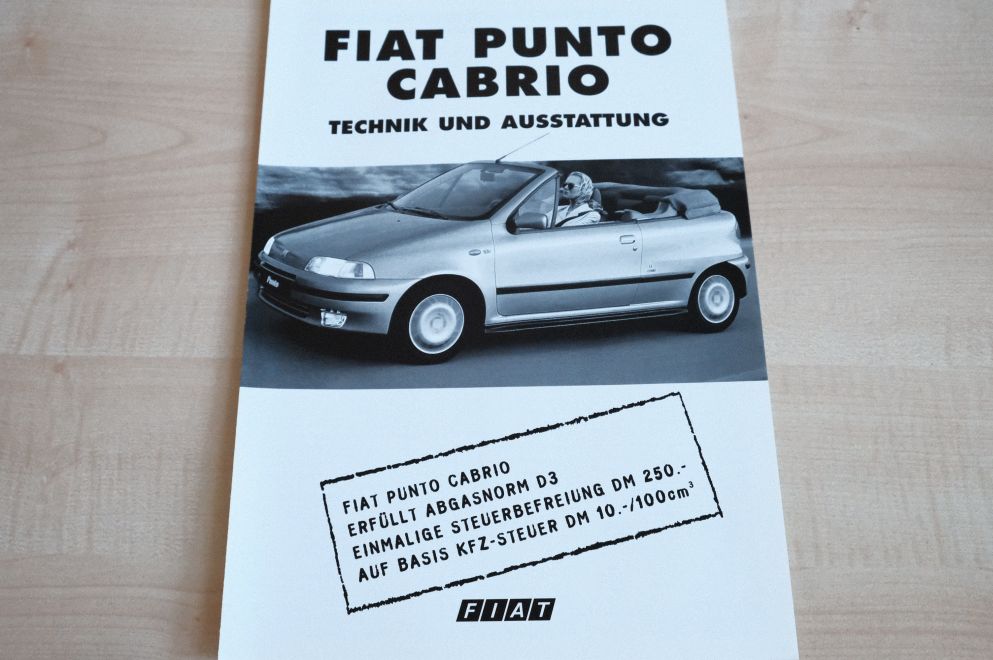 FIAT PUNTO
CABRIO
TECHNIK UND AUSSTATTUNG
Punto
FIAT PUNTO CABRIO
ERFÜLLT ABGASNORM D3
EINMALIGE STEUERBEFREIUNG DM 250.-
AUF BASIS KFZ-STEUER DM 10.-/100cm³
FIAT